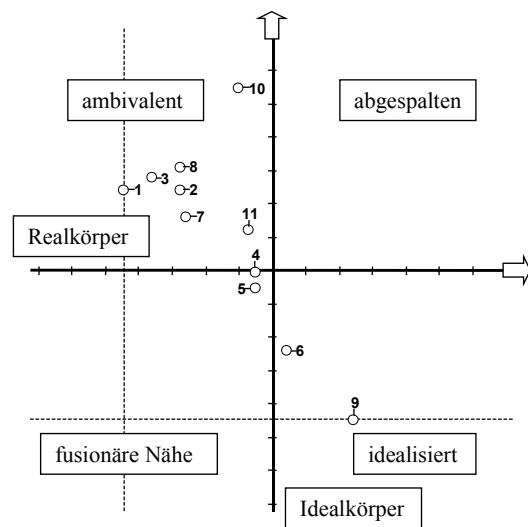 ambivalent
10
abgespalten
8
3
1
2
7
11
Realkörper
4
5
6
9
fusionäre Nähe
idealisiert
Idealkörper